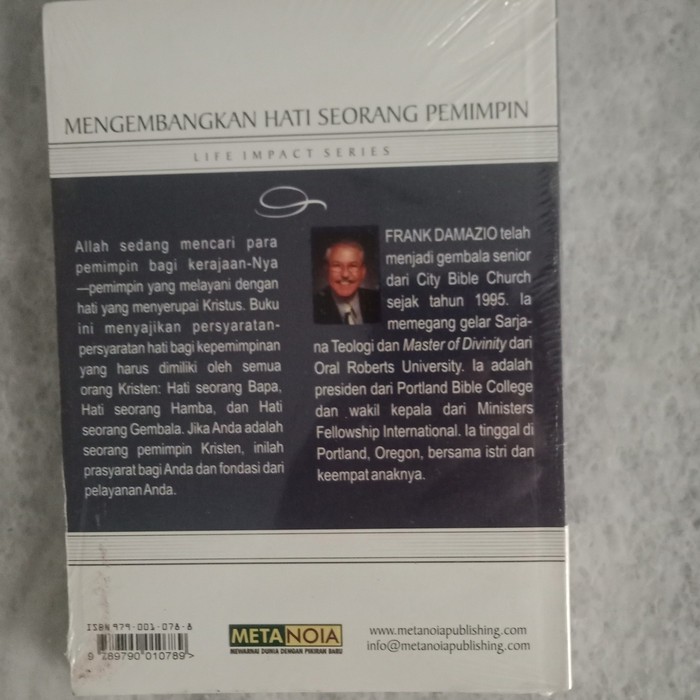 MENGEMBANGKAN HATI SEORANG PEMIMPIN
LIFE IMPACT SERIES
Allah sedang mencari para
pemimpin bagi kerajaan-Nya
—pemimpin yang melayani dengan
hati yang menyerupai Kristus. Buku
ini menyajikan persyaratan-
persyaratan hati bagi kepemimpinan
yang harus dimiliki oleh semua
orang Kristen: Hati seorang Bapa,
Hati seorang Hamba, dan Hati
seorang Gembala. Jika Anda adalah
seorang pemimpin Kristen, inilah
prasyarat bagi Anda dan fondasi dari
pelayanan Anda.
FRANK DAMAZIO telah
menjadi gembala senior
dari City Bible Church
sejak tahun 1995. Ia
memegang gelar Sarja-
na Teologi dan Master of Divinity dari
Oral Roberts University. Ia adalah
presiden dari Portland Bible College
dan wakil kepala dari Ministers
Fellowship International. Ia tinggal di
Portland, Oregon, bersama istri dan
keempat anaknya.
ISBN 979-001-078-8
9 789790 010789>
METANOIA
MEWARNAI DUNIA DENGAN PIKIRAN BARU
www.metanoiapublishing.com
info@metanoiapublishing.com